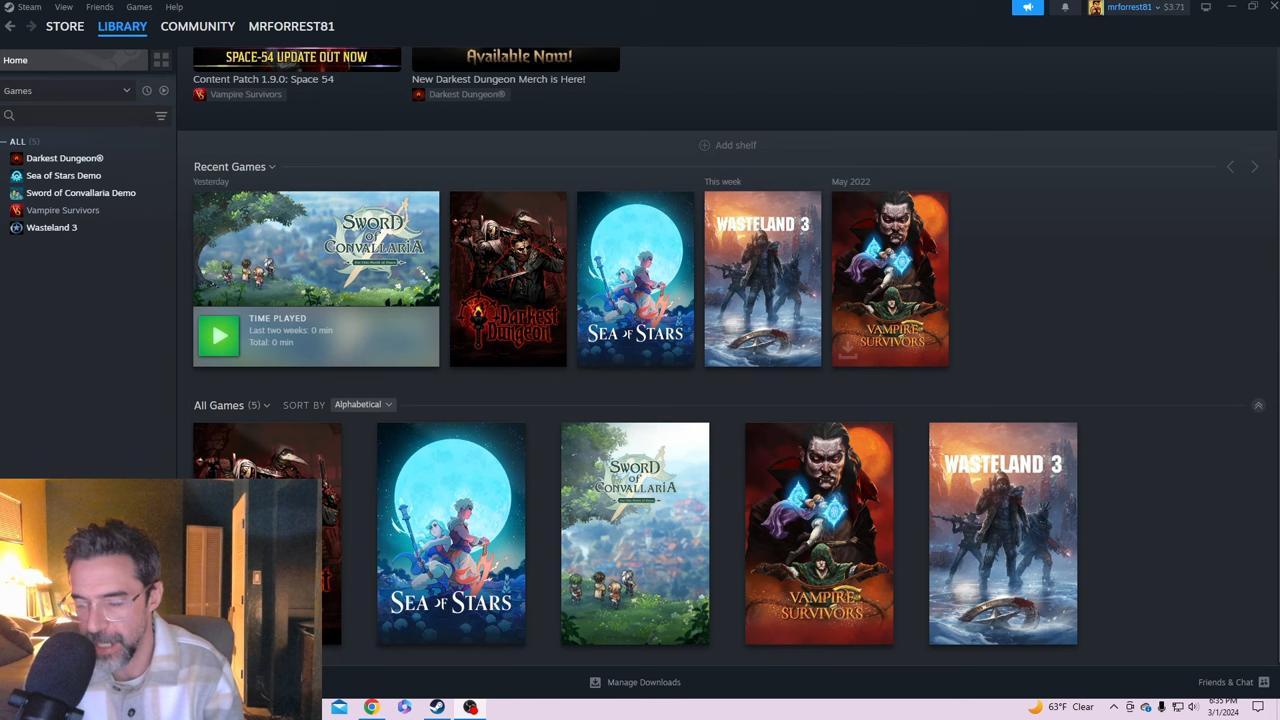 Steam View Friends Games Help
mrforrest81 $3.71
STORE LIBRARY COMMUNITY MRFORREST81
Home
Games
ALL (5)
Darkest Dungeon®
Sea of Stars Demo
Sword of Convallaria Demo
Vampire Survivors
Wasteland 3
SPACE-54 UPDATE OUT NOW
Available Now!
Content Patch 1.9.0: Space 54
New Darkest Dungeon Merch is Here!
Vampire Survivors
Darkest Dungeon®
Add shelf
Recent Games
Yesterday
This week
May 2022
SWORD OF CONVALLARIA
TIME PLAYED
Last two weeks: 0 min
Total: 0 min
Darkest Dungeon
SEA OF STARS
WASTELAND 3
VAMPIRE SURVIVORS
All Games (5) SORT BY Alphabetical
SEA OF STARS
SWORD OF CONVALLARIA
VAMPIRE SURVIVORS
WASTELAND 3
Manage Downloads
Friends & Chat
63°F Clear
6:35 PM
3/1/2024